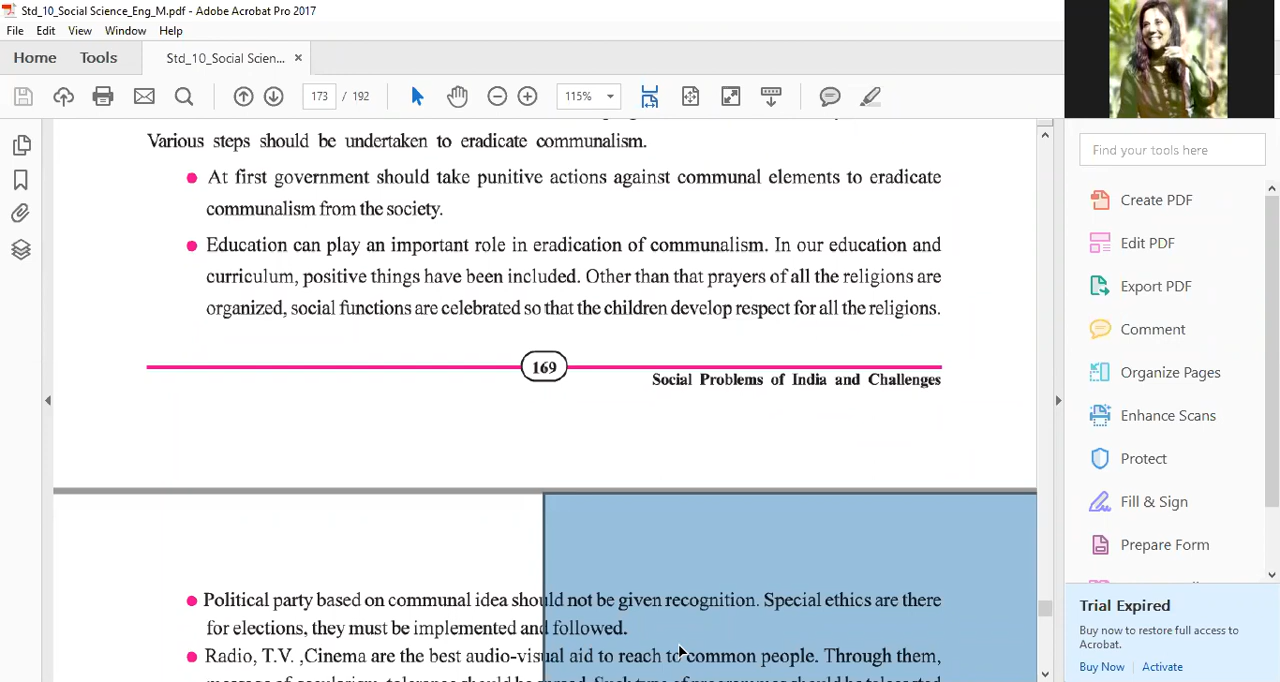 Std_10_Social Science_Eng_M.pdf - Adobe Acrobat Pro 2017
File Edit View Window Help
Home Tools Std_10_Social Scien... ×
173 / 192 115%
Find your tools here
Various steps should be undertaken to eradicate communalism.
At first government should take punitive actions against communal elements to eradicate
communalism from the society.
Education can play an important role in eradication of communalism. In our education and
curriculum, positive things have been included. Other than that prayers of all the religions are
organized, social functions are celebrated so that the children develop respect for all the religions.
169
Social Problems of India and Challenges
Political party based on communal idea should not be given recognition. Special ethics are there
for elections, they must be implemented and followed.
Radio, T.V. ,Cinema are the best audio-visual aid to reach to common people. Through them,
Create PDF
Edit PDF
Export PDF
Comment
Organize Pages
Enhance Scans
Protect
Fill & Sign
Prepare Form
Trial Expired
Buy now to restore full access to
Acrobat.
Buy Now Activate